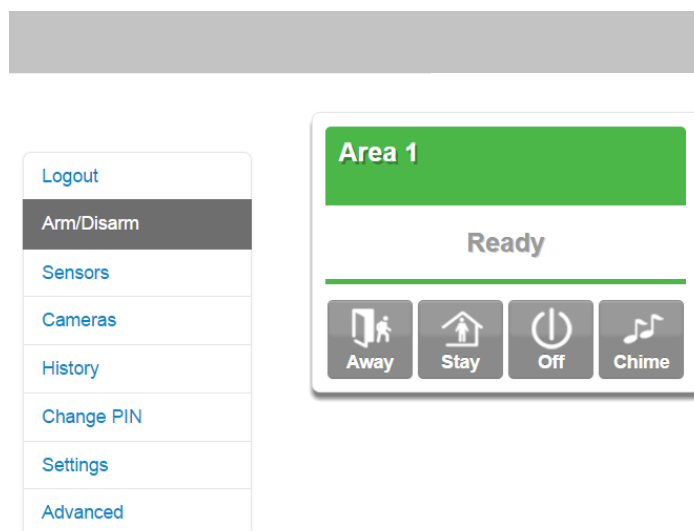 Logout
Arm/Disarm
Sensors
Cameras
History
Change PIN
Settings
Advanced
Area 1
Ready
Away Stay Off Chime